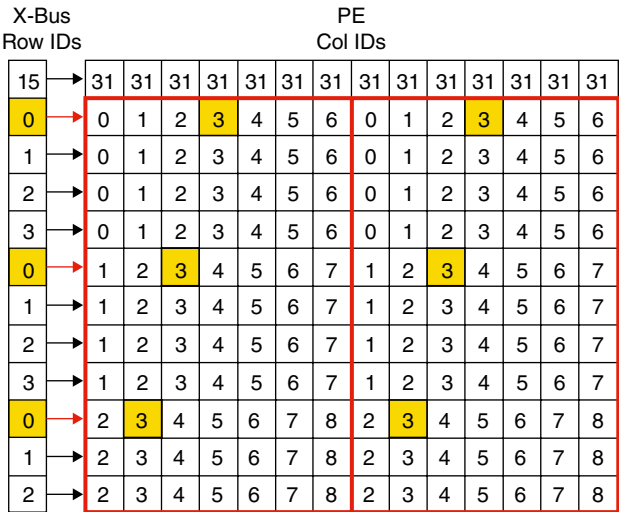 X-Bus PE
Row IDs Col IDs
15 31 31 31 31 31 31 31 31 31 31 31 31 31 31
0 0 1 2 3 4 5 6 0 1 2 3 4 5 6
1 0 1 2 3 4 5 6 0 1 2 3 4 5 6
2 0 1 2 3 4 5 6 0 1 2 3 4 5 6
3 0 1 2 3 4 5 6 0 1 2 3 4 5 6
0 1 2 3 4 5 6 7 1 2 3 4 5 6 7
1 1 2 3 4 5 6 7 1 2 3 4 5 6 7
2 1 2 3 4 5 6 7 1 2 3 4 5 6 7
3 1 2 3 4 5 6 7 1 2 3 4 5 6 7
0 2 3 4 5 6 7 8 2 3 4 5 6 7 8
1 2 3 4 5 6 7 8 2 3 4 5 6 7 8
2 2 3 4 5 6 7 8 2 3 4 5 6 7 8